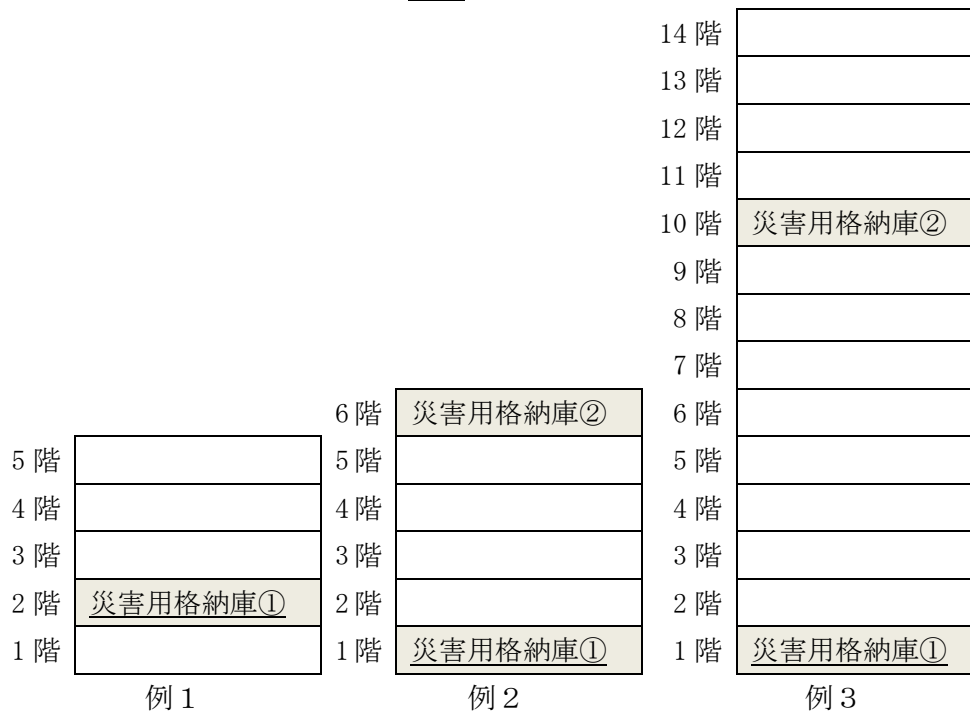 14 階
13 階
12 階
11 階
10 階 災害用格納庫②
9 階
8 階
7 階
6 階 災害用格納庫② 6 階
5 階 5 階 5 階
4 階 4 階 4 階
3 階 3 階 3 階
2 階 災害用格納庫① 2 階 2 階
1 階 1 階 災害用格納庫① 1 階 災害用格納庫①
例１ 例２ 例３